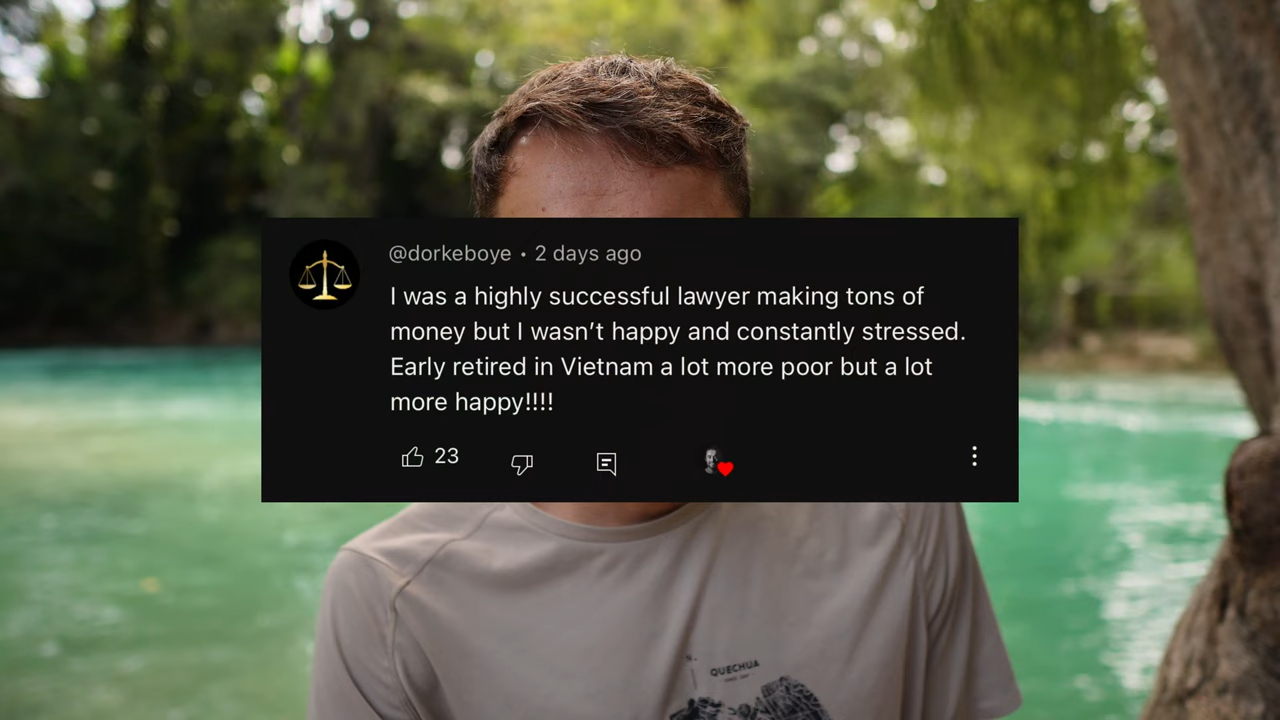 @dorkeboye • 2 days ago
I was a highly successful lawyer making tons of
money but I wasn’t happy and constantly stressed.
Early retired in Vietnam a lot more poor but a lot
more happy!!!!
23
QUECHUA